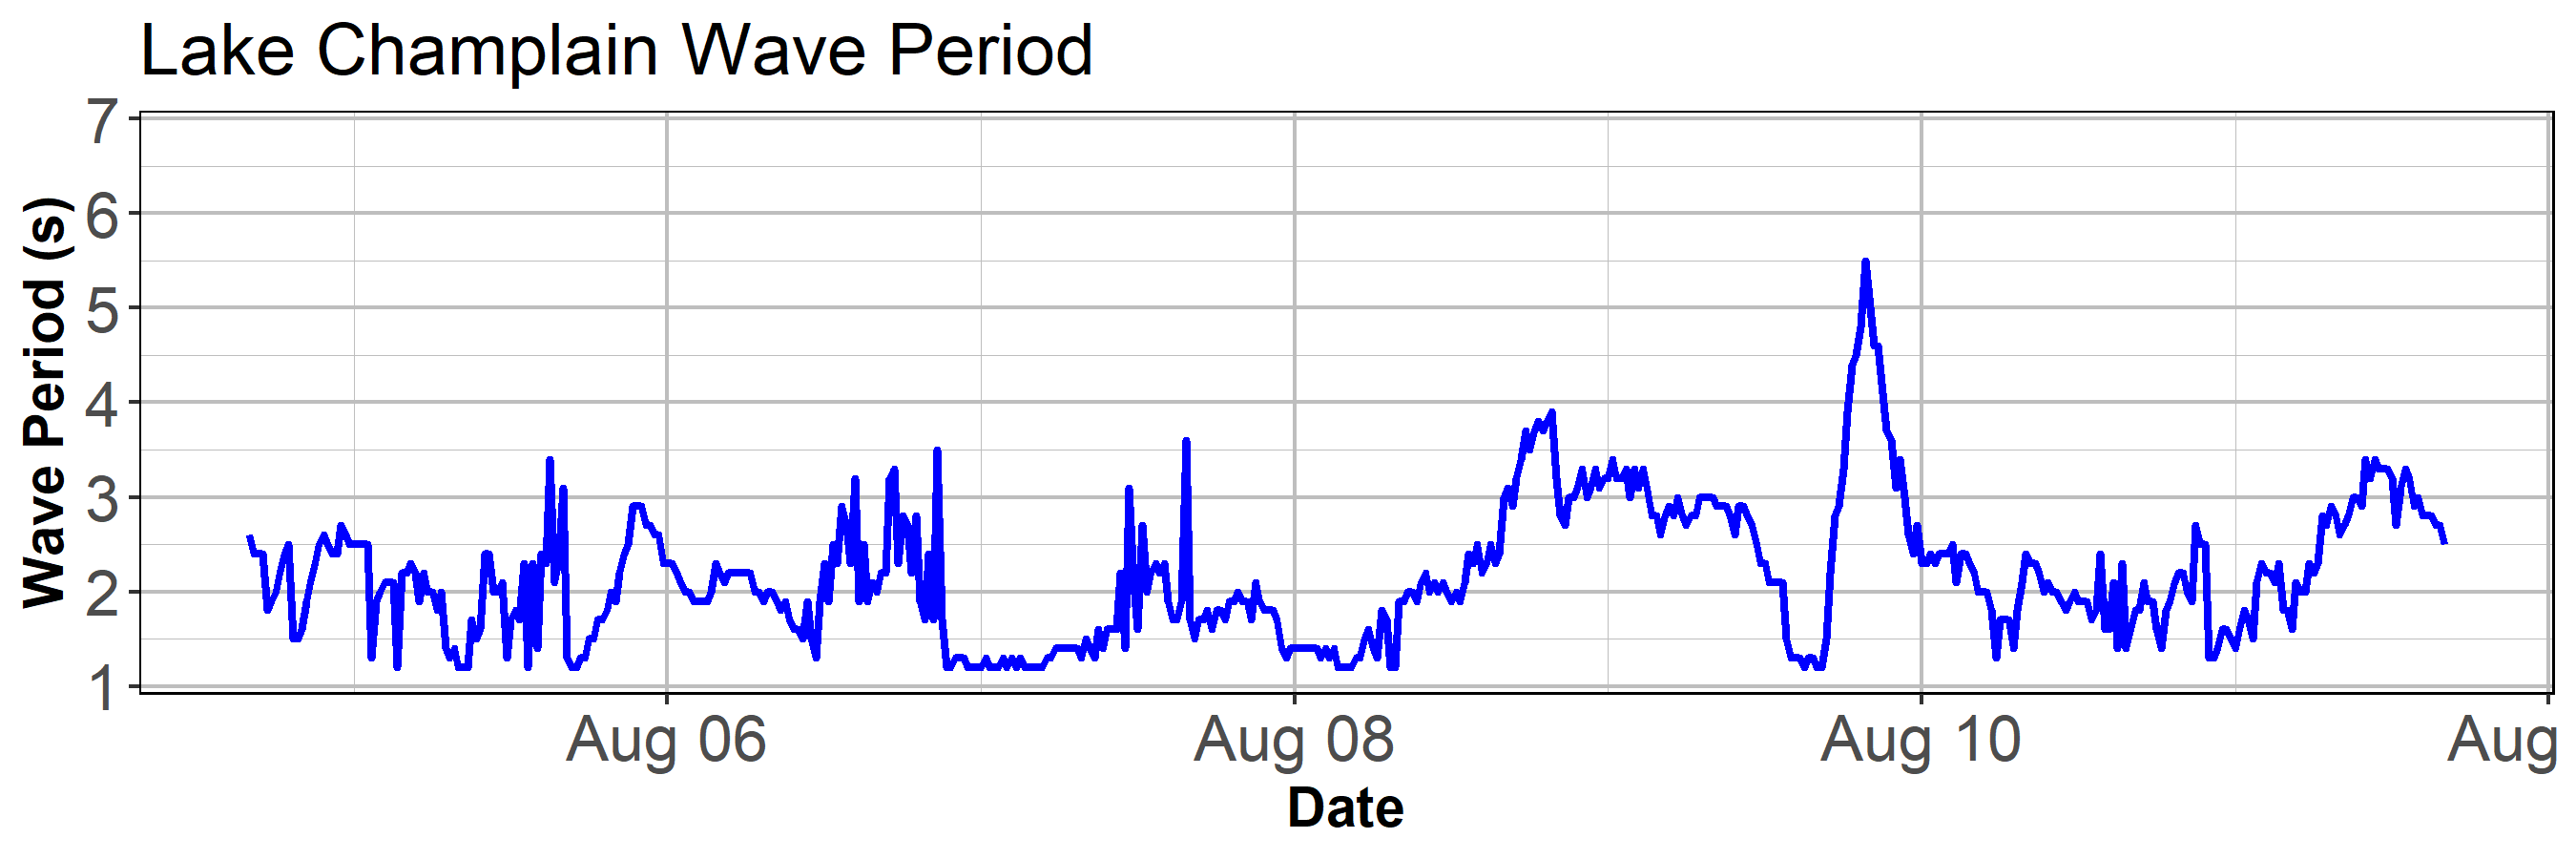 Lake Champlain Wave Period
Wave Period (s)
7
6
5
4
3
2
1
Aug 06
Aug 08
Aug 10
Aug
Date